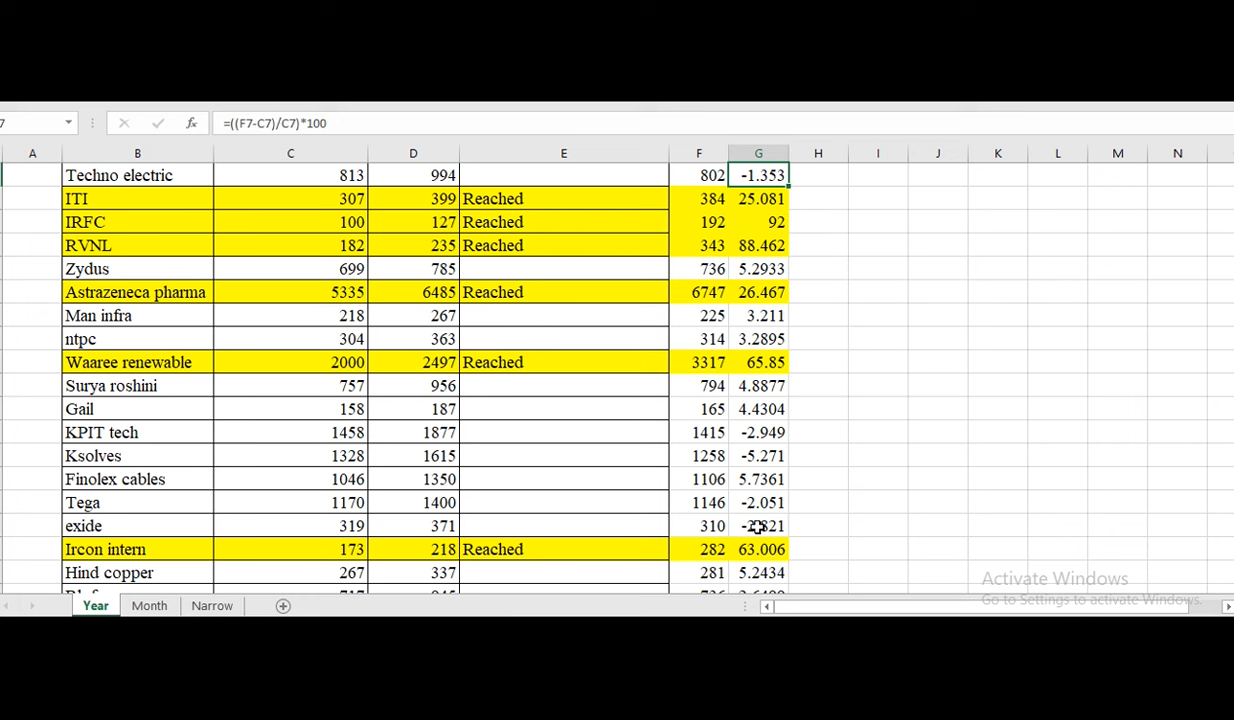 7 =((F7-C7)/C7)*100
A B C D E F G H I J K L M N
Techno electric 813 994 802 -1.353
ITI 307 399 Reached 384 25.081
IRFC 100 127 Reached 192 92
RVNL 182 235 Reached 343 88.462
Zydus 699 785 736 5.2933
Astrazeneca pharma 5335 6485 Reached 6747 26.467
Man infra 218 267 225 3.211
ntpc 304 363 314 3.2895
Waaree renewable 2000 2497 Reached 3317 65.85
Surya roshini 757 956 794 4.8877
Gail 158 187 165 4.4304
KPIT tech 1458 1877 1415 -2.949
Ksolves 1328 1615 1258 -5.271
Finolex cables 1046 1350 1106 5.7361
Tega 1170 1400 1146 -2.051
exide 319 371 310
Ircon intern 173 218 Reached 282 63.006
Hind copper 267 337 281 5.2434
Activate Windows
Go to Settings to activate Windows.
Year Month Narrow